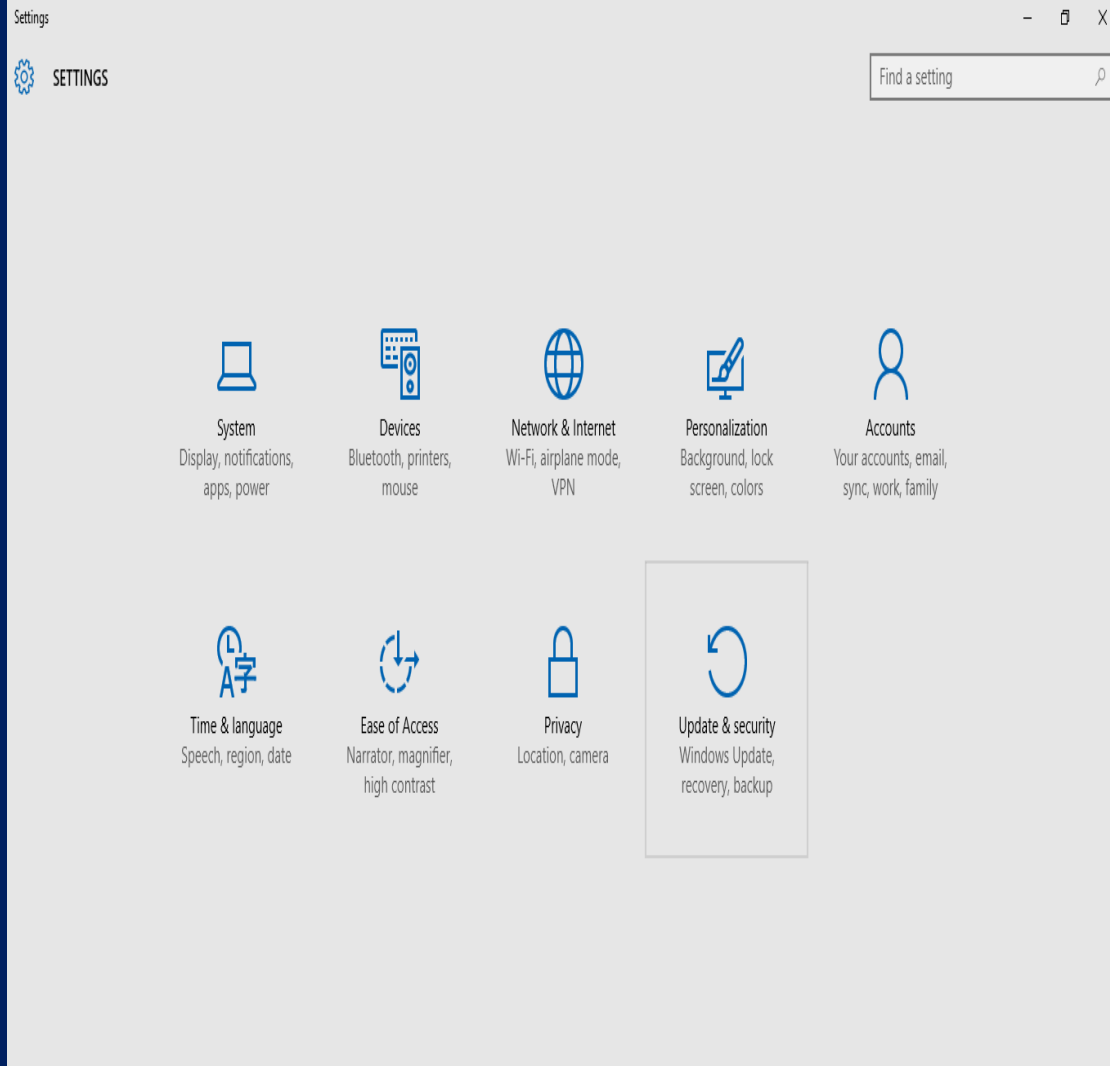 Settings
SETTINGS
Find a setting
System
Display, notifications,
apps, power
Devices
Bluetooth, printers,
mouse
Network & Internet
Wi-Fi, airplane mode,
VPN
Personalization
Background, lock
screen, colors
Accounts
Your accounts, email,
sync, work, family
A字
Time & language
Speech, region, date
Ease of Access
Narrator, magnifier,
high contrast
Privacy
Location, camera
Update & security
Windows Update,
recovery, backup